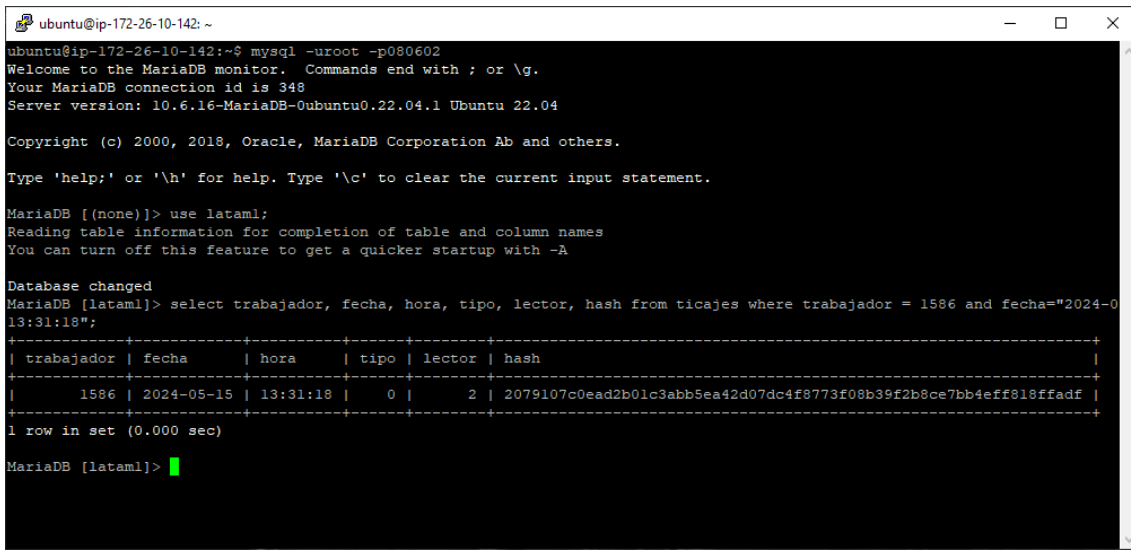 ubuntu@ip-172-26-10-142: ~
ubuntu@ip-172-26-10-142:~$ mysql -uroot -p080602
Welcome to the MariaDB monitor.  Commands end with ; or \g.
Your MariaDB connection id is 348
Server version: 10.6.16-MariaDB-0ubuntu0.22.04.1 Ubuntu 22.04
Copyright (c) 2000, 2018, Oracle, MariaDB Corporation Ab and others.
Type 'help;' or '\h' for help. Type '\c' to clear the current input statement.
MariaDB [(none)]> use lataml;
Reading table information for completion of table and column names
You can turn off this feature to get a quicker startup with -A
Database changed
MariaDB [lataml]> select trabajador, fecha, hora, tipo, lector, hash from ticajes where trabajador = 1586 and fecha="2024-0
13:31:18";
+------------+------------+----------+------+--------+------------------------------------------------------------------+
| trabajador | fecha      | hora     | tipo | lector | hash                                                             |
+------------+------------+----------+------+--------+------------------------------------------------------------------+
|       1586 | 2024-05-15 | 13:31:18 |    0 |      2 | 2079107c0ead2b01c3abb5ea42d07dc4f8773f08b39f2b8ce7bb4eff818ffadf |
+------------+------------+----------+------+--------+------------------------------------------------------------------+
1 row in set (0.000 sec)
MariaDB [lataml]>